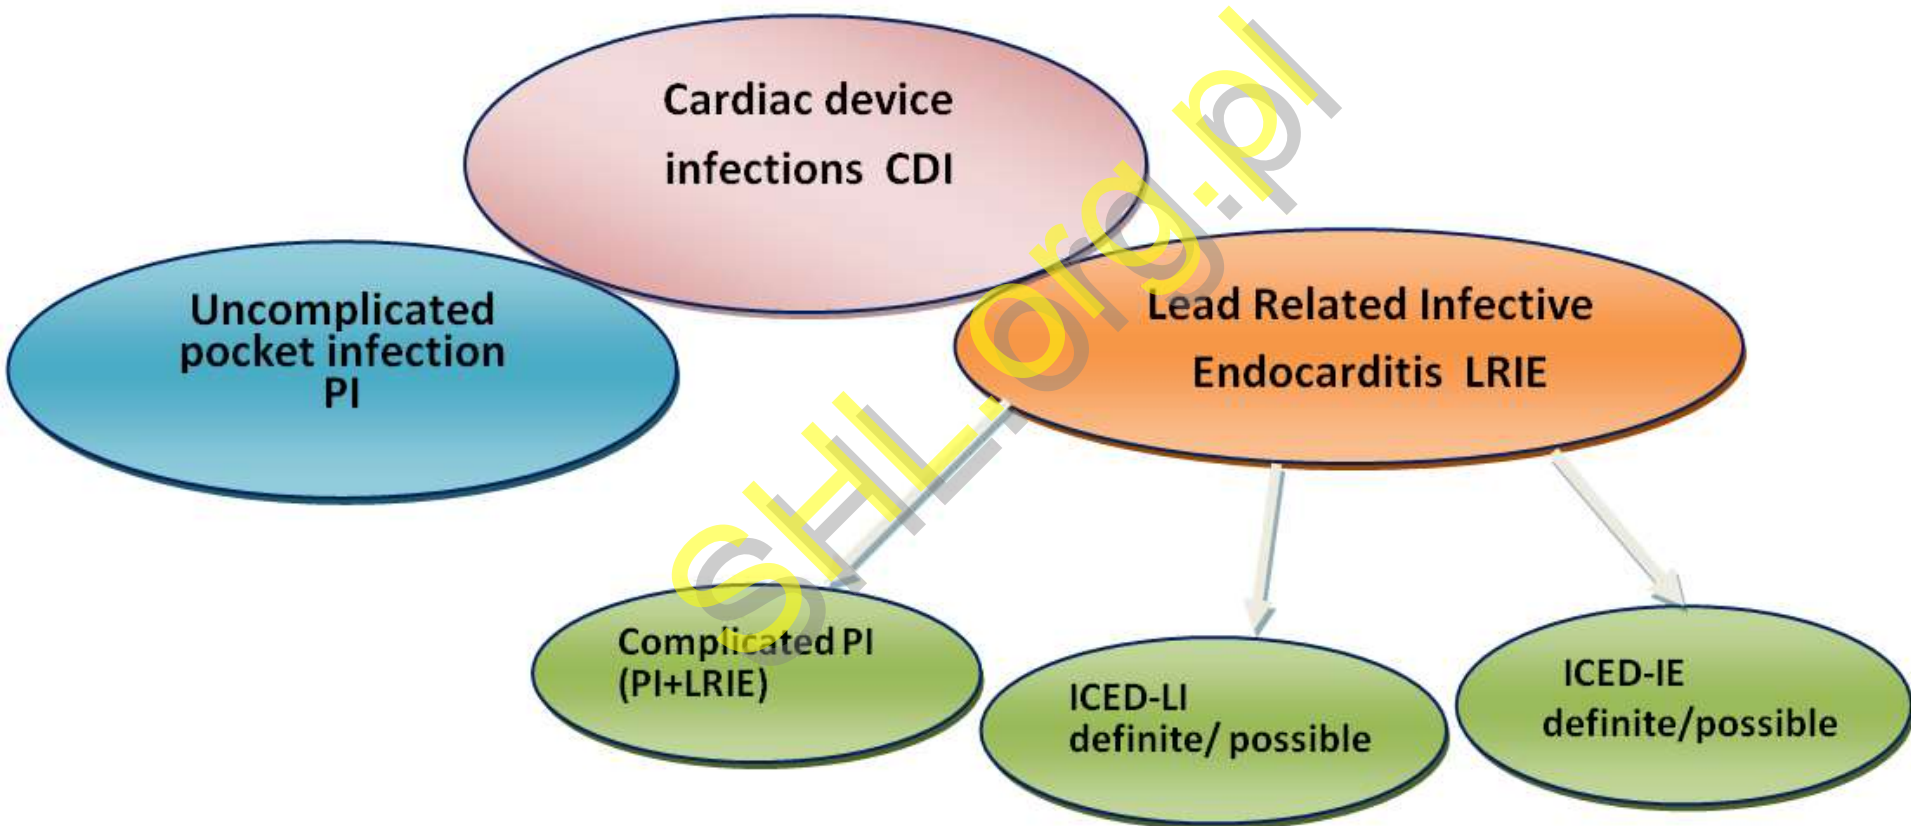 Cardiac device
infections CDI
Uncomplicated
pocket infection
PI
Lead Related Infective
Endocarditis LRIE
Complicated PI
(PI+LRIE)
ICED-LI
definite/ possible
ICED-IE
definite/possible
SHL.org.pl